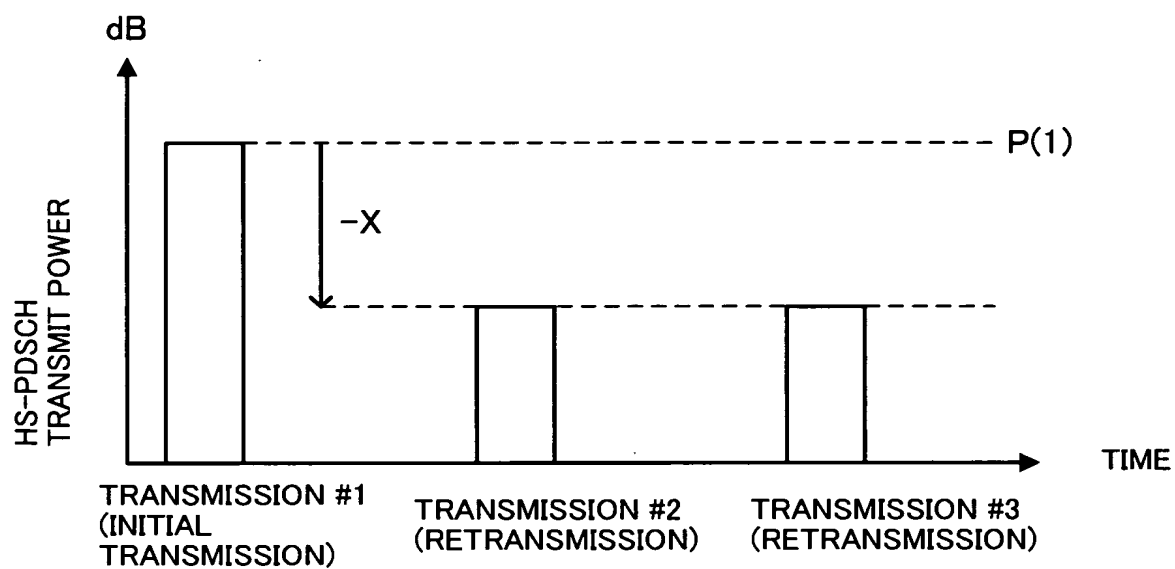 dB
P(1)
-X
HS-PDSCH
TRANSMIT POWER
TIME
TRANSMISSION #1
(INITIAL
TRANSMISSION)
TRANSMISSION #2
(RETRANSMISSION)
TRANSMISSION #3
(RETRANSMISSION)